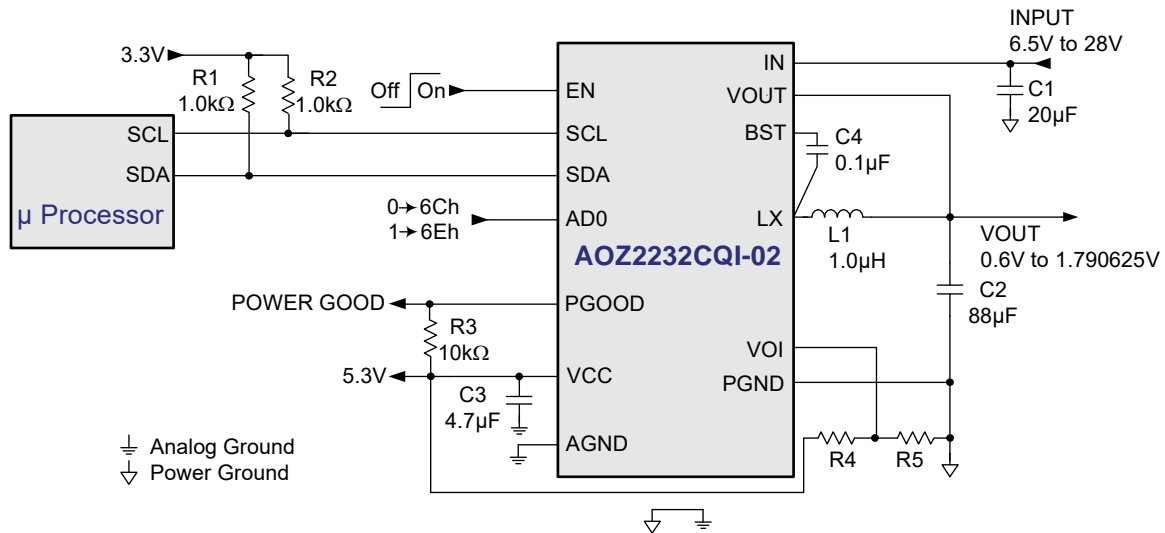 INPUT
6.5V to 28V
3.3V
R1
1.0kΩ
R2
1.0kΩ
Off
On
EN
IN
VOUT
C1
20µF
SCL
SCL
BST
C4
0.1µF
SDA
SDA
µ Processor
0→6Ch
1→6Eh
AD0
LX
L1
1.0µH
AOZ2232CQI-02
VOUT
0.6V to 1.790625V
C2
88µF
POWER GOOD
PGOOD
R3
10kΩ
VOI
5.3V
VCC
PGND
C3
4.7µF
AGND
R4
R5
Analog Ground
Power Ground